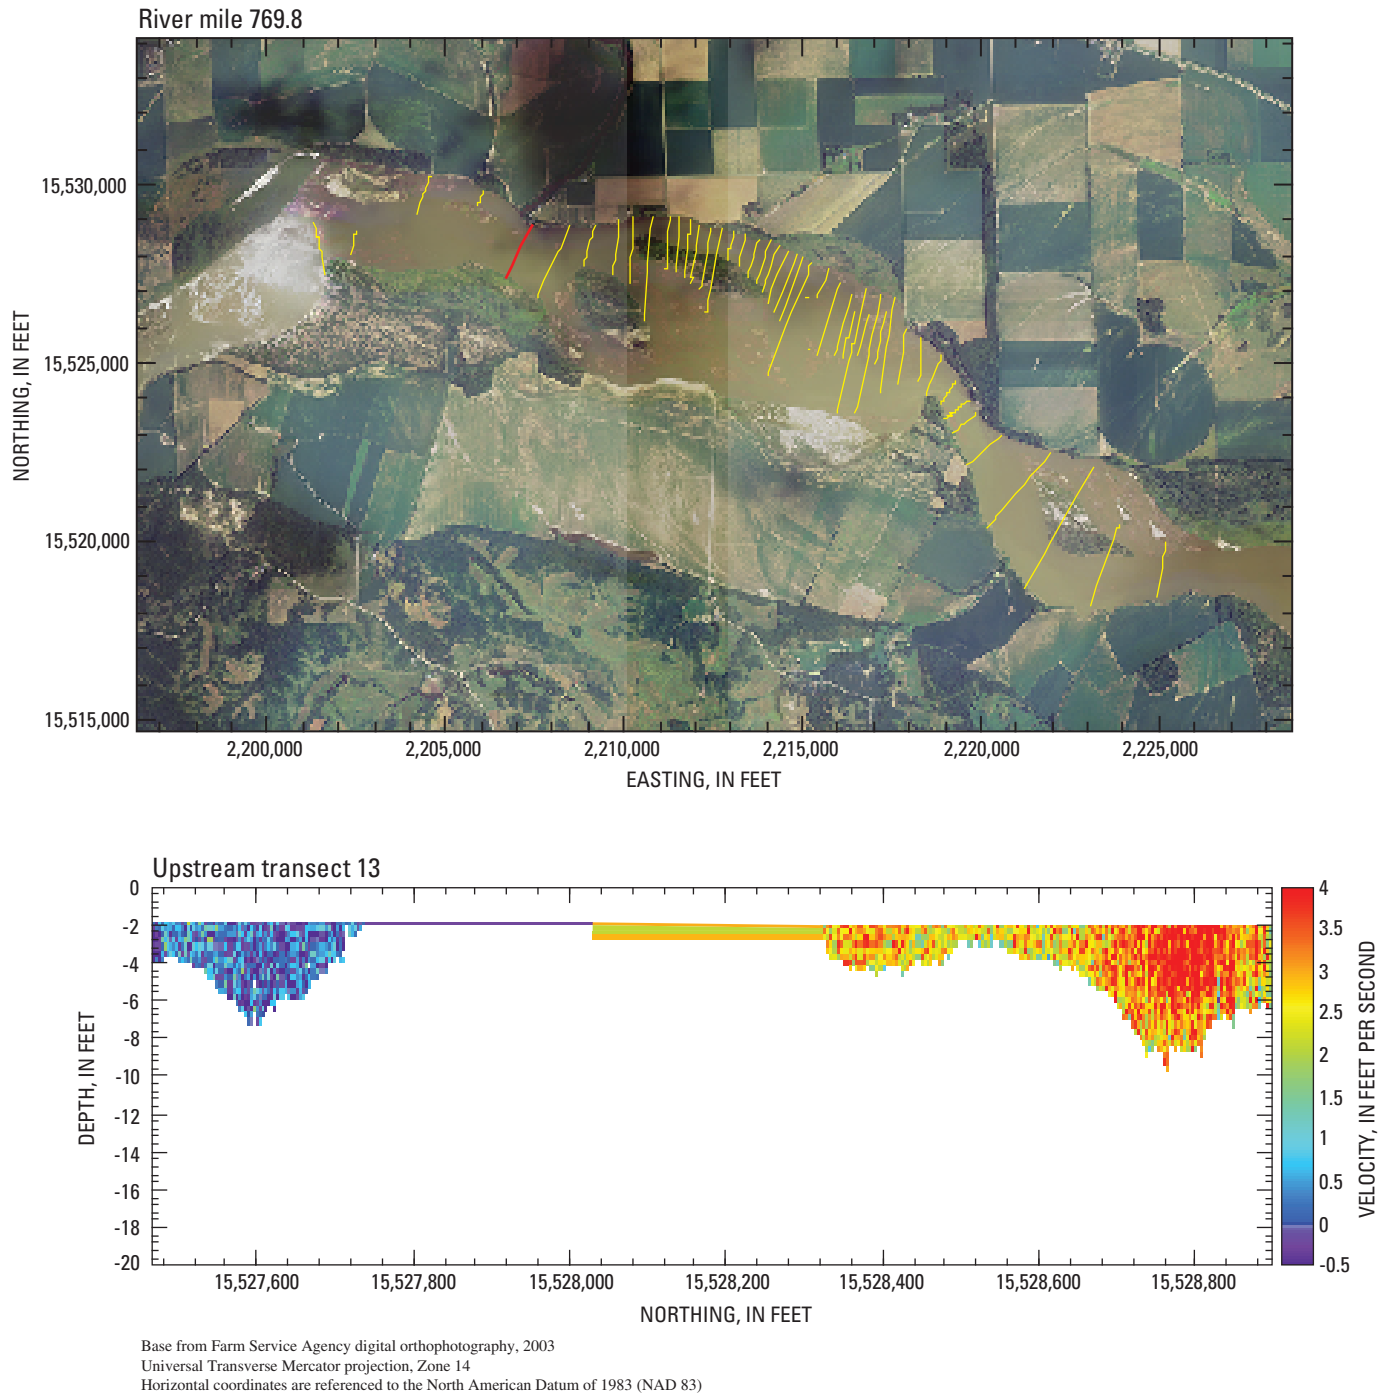 River mile 769.8
15,530,000
15,525,000
15,520,000
15,515,000
NORTHING, IN FEET
2,200,000 2,205,000 2,210,000 2,215,000 2,220,000 2,225,000
EASTING, IN FEET
Upstream transect 13
0
-2
-4
-6
-8
-10
-12
-14
-16
-18
-20
DEPTH, IN FEET
15,527,600 15,527,800 15,528,000 15,528,200 15,528,400 15,528,600 15,528,800
NORTHING, IN FEET
4
3.5
3
2.5
2
1.5
1
0.5
0
-0.5
VELOCITY, IN FEET PER SECOND
Base from Farm Service Agency digital orthophotography, 2003
Universal Transverse Mercator projection, Zone 14
Horizontal coordinates are referenced to the North American Datum of 1983 (NAD 83)